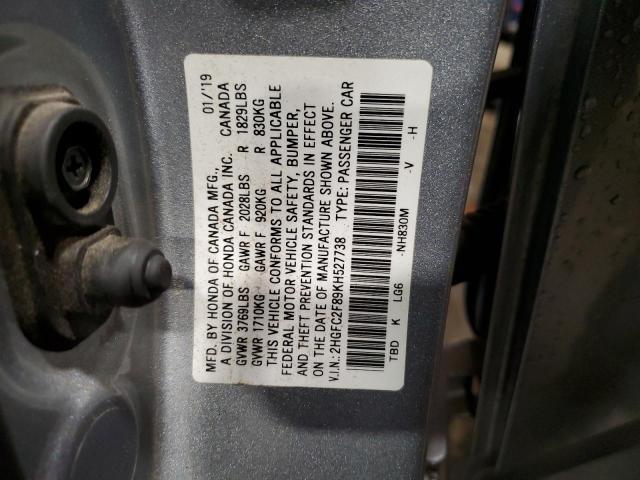 MFD. BY HONDA OF CANADA MFG., 01/'19
A DIVISION OF HONDA CANADA INC. CANADA
GVWR 3769LBS GAWR F 2028LBS R 1829LBS
GVWR 1710KG GAWR F 920KG R 830KG
THIS VEHICLE CONFORMS TO ALL APPLICABLE
FEDERAL MOTOR VEHICLE SAFETY, BUMPER,
AND THEFT PREVENTION STANDARDS IN EFFECT
ON THE DATE OF MANUFACTURE SHOWN ABOVE.
V.I.N.: 2HGFC2F89KH527738 TYPE: PASSENGER CAR
-NH830M -V -H
TBD K LG6